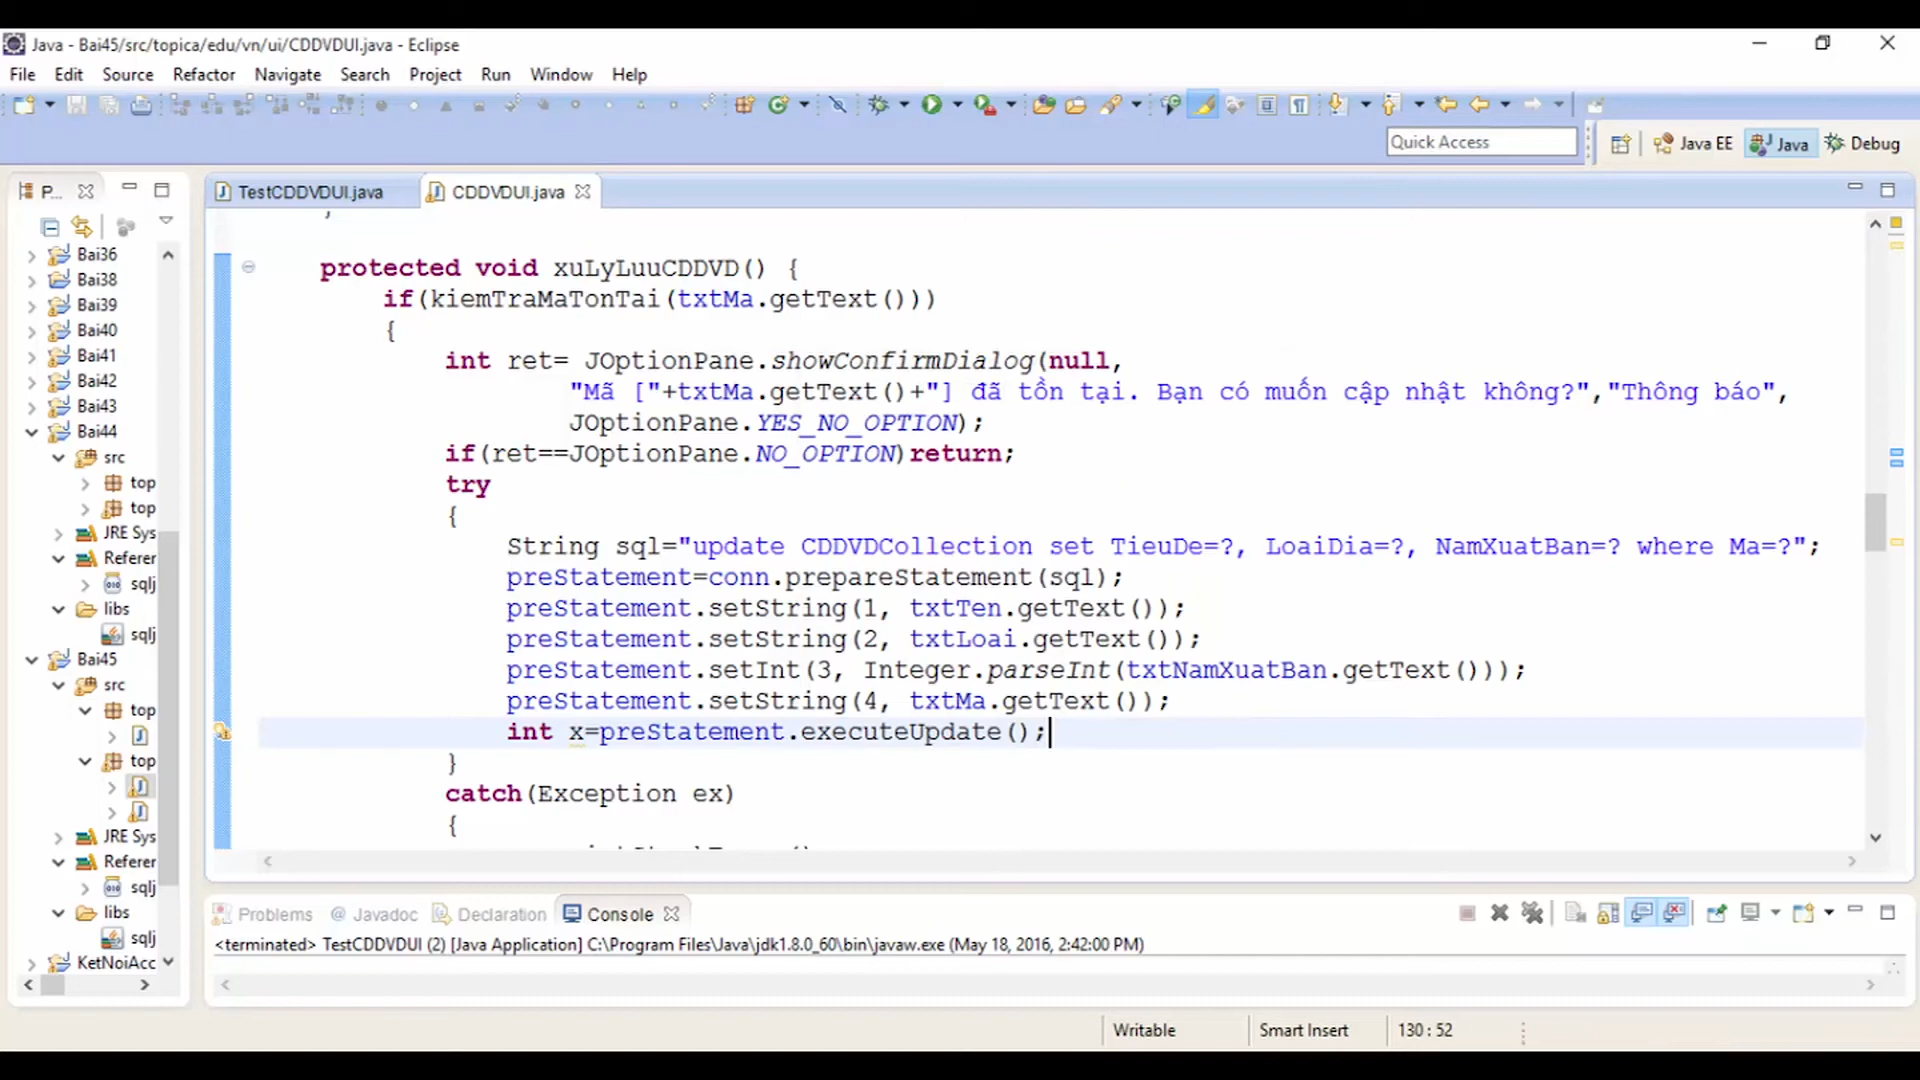 Java - Bai45/src/topica/edu/vn/ui/CDDVDUI.java - Eclipse
File Edit Source Refactor Navigate Search Project Run Window Help
Quick Access
Java EE
Java
Debug
P...
TestCDDVDUI.java
CDDVDUI.java
Bai36
Bai38
Bai39
Bai40
Bai41
Bai42
Bai43
Bai44
src
top
top
JRE Sys
Referer
sqlj
libs
sqlj
Bai45
src
top
top
JRE Sys
Referer
sqlj
libs
sqlj
KetNoiAcc
protected void xuLyLuuCDDVD() {
if(kiemTraMaTonTai(txtMa.getText()))
{
int ret= JOptionPane.showConfirmDialog(null,
"Mã ["+txtMa.getText()+"] đã tồn tại. Bạn có muốn cập nhật không?","Thông báo",
JOptionPane.YES_NO_OPTION);
if(ret==JOptionPane.NO_OPTION)return;
try
{
String sql="update CDDVDCollection set TieuDe=?, LoaiDia=?, NamXuatBan=? where Ma=?";
preStatement=conn.prepareStatement(sql);
preStatement.setString(1, txtTen.getText());
preStatement.setString(2, txtLoai.getText());
preStatement.setInt(3, Integer.parseInt(txtNamXuatBan.getText()));
preStatement.setString(4, txtMa.getText());
int x=preStatement.executeUpdate();
}
catch(Exception ex)
{
Problems @ Javadoc Declaration Console
<terminated> TestCDDVDUI (2) [Java Application] C:\Program Files\Java\jdk1.8.0_60\bin\javaw.exe (May 18, 2016, 2:42:00 PM)
Writable
Smart Insert
130 : 52